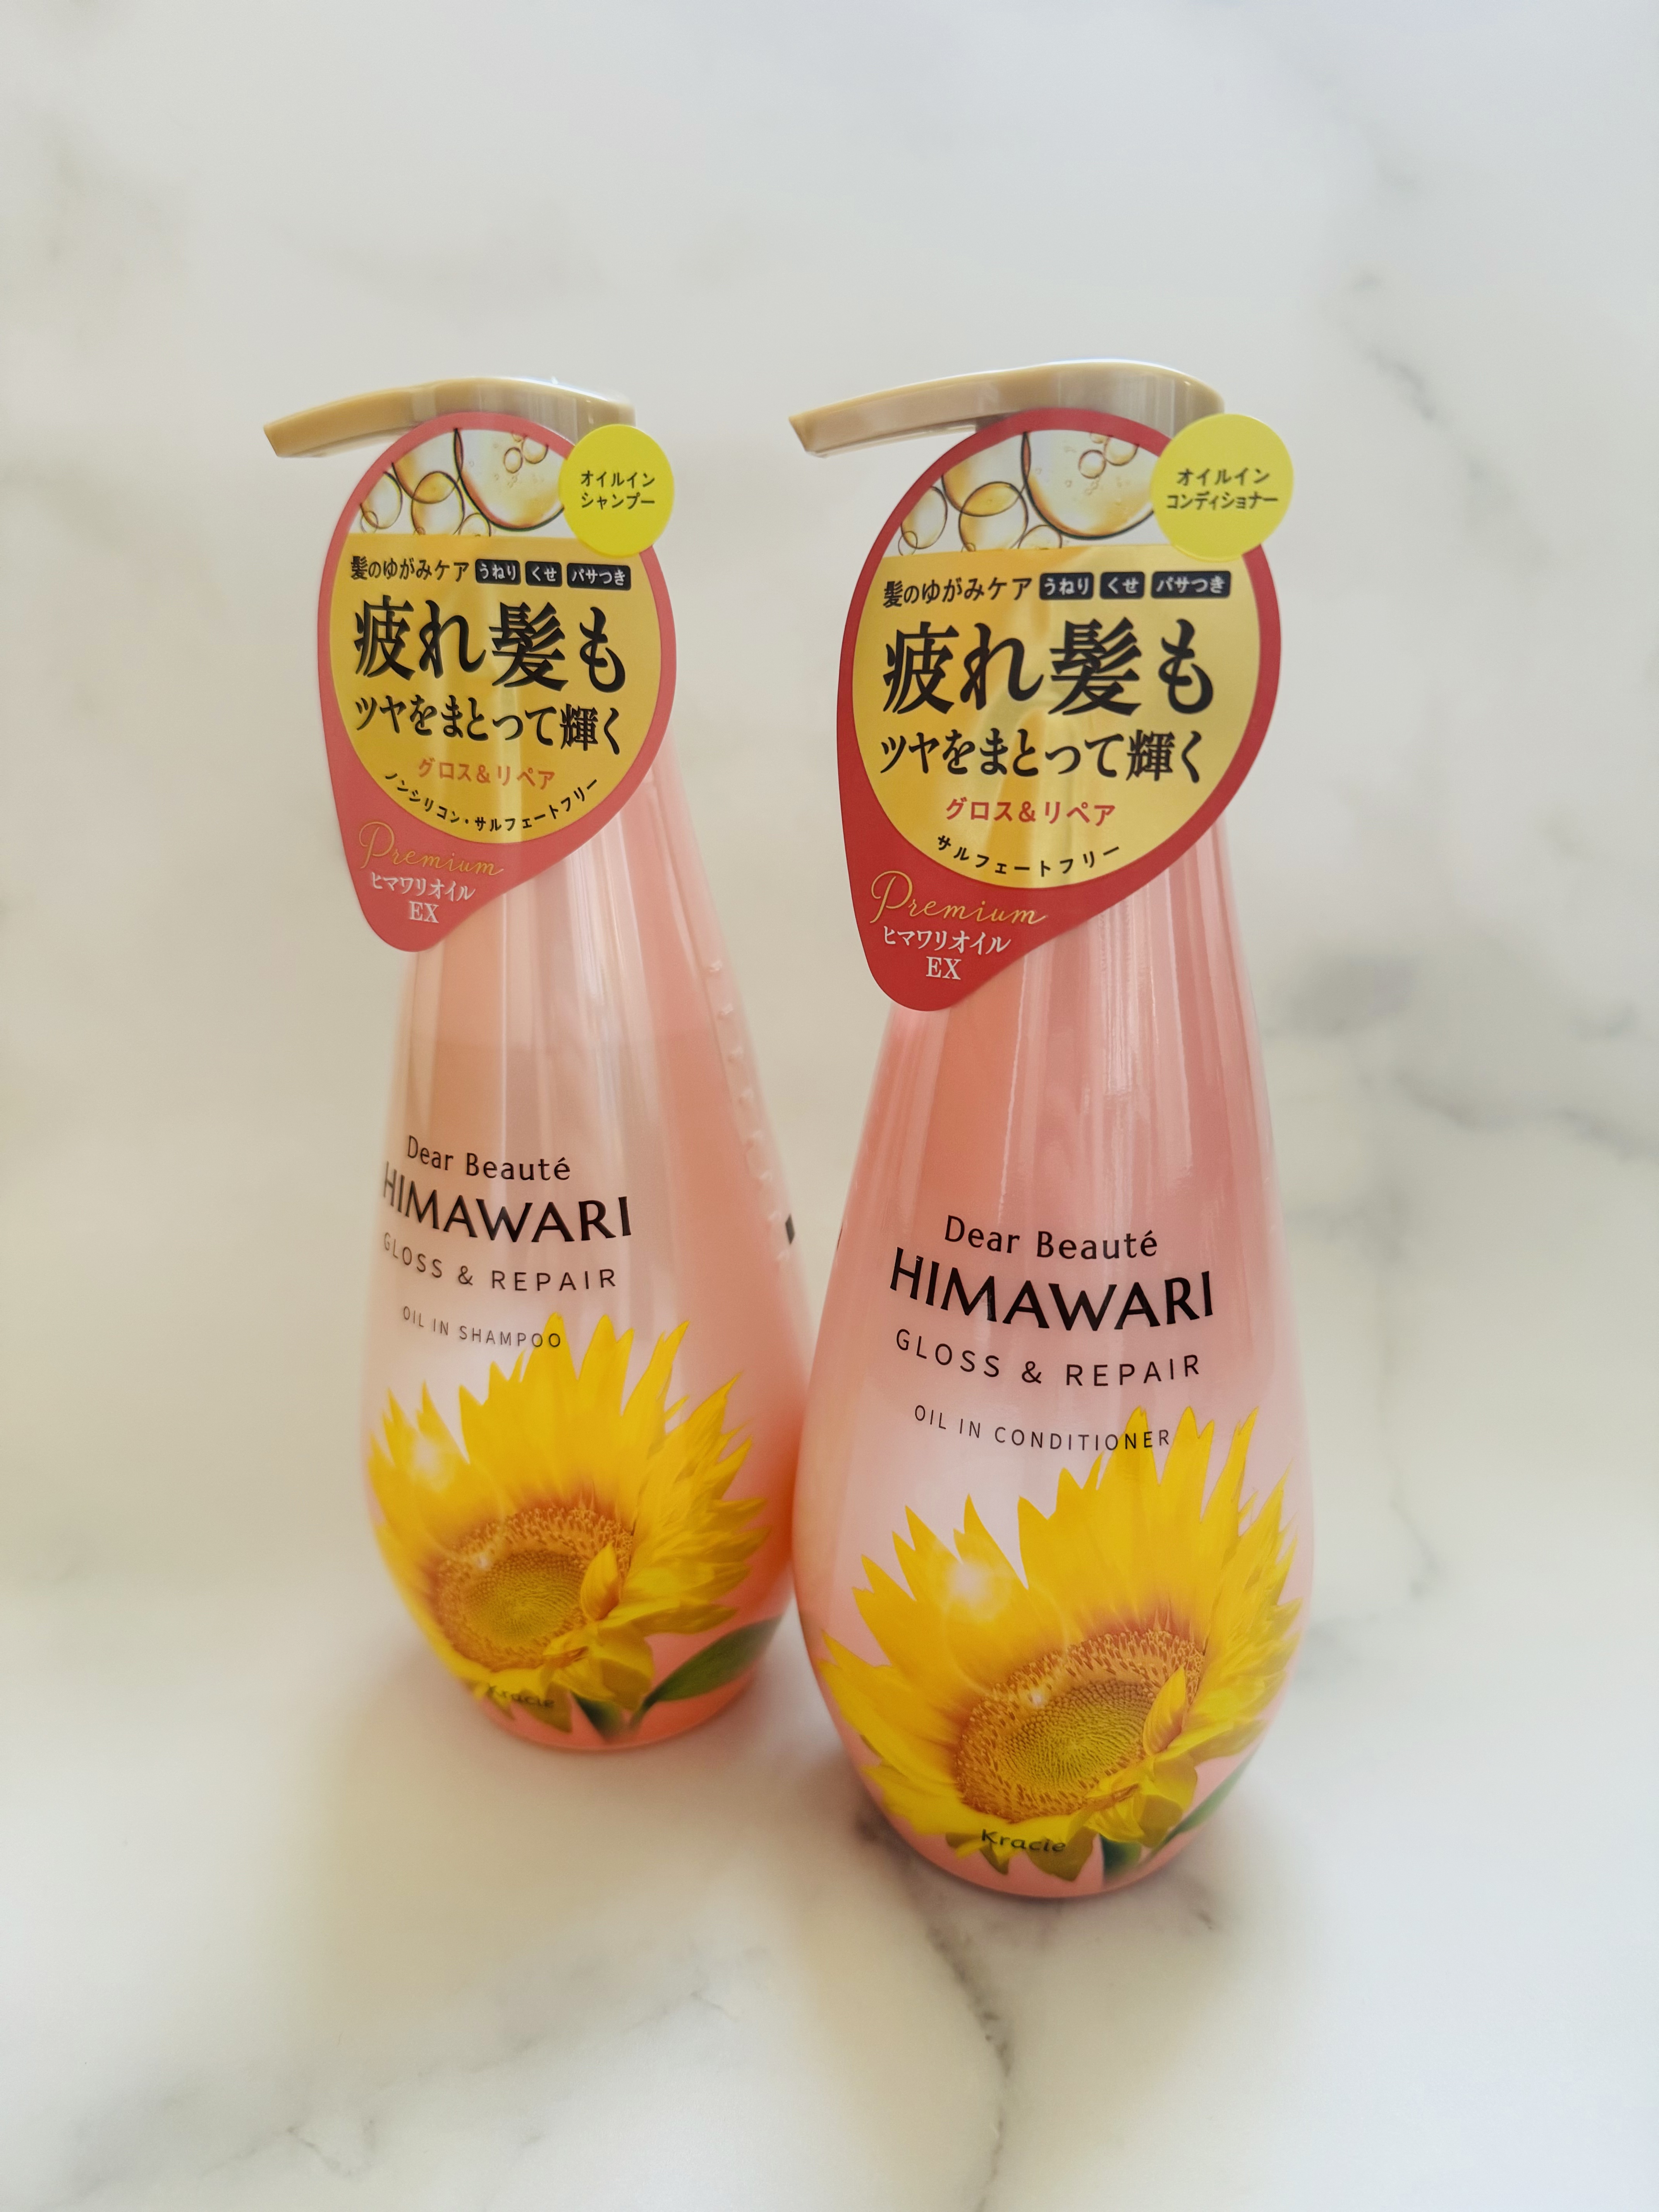 オイルイン
シャンプー
髪のゆがみケア うねり くせ パサつき
疲れ髪も
ツヤをまとって輝く
グロス&リペア
ノンシリコン・サルフェートフリー
Premium
ヒマワリオイル
EX
Dear Beauté
HIMAWARI
GLOSS & REPAIR
OIL IN SHAMPOO
Kracie
オイルイン
コンディショナー
髪のゆがみケア うねり くせ パサつき
疲れ髪も
ツヤをまとって輝く
グロス&リペア
サルフェートフリー
Premium
ヒマワリオイル
EX
Dear Beauté
HIMAWARI
GLOSS & REPAIR
OIL IN CONDITIONER
Kracie